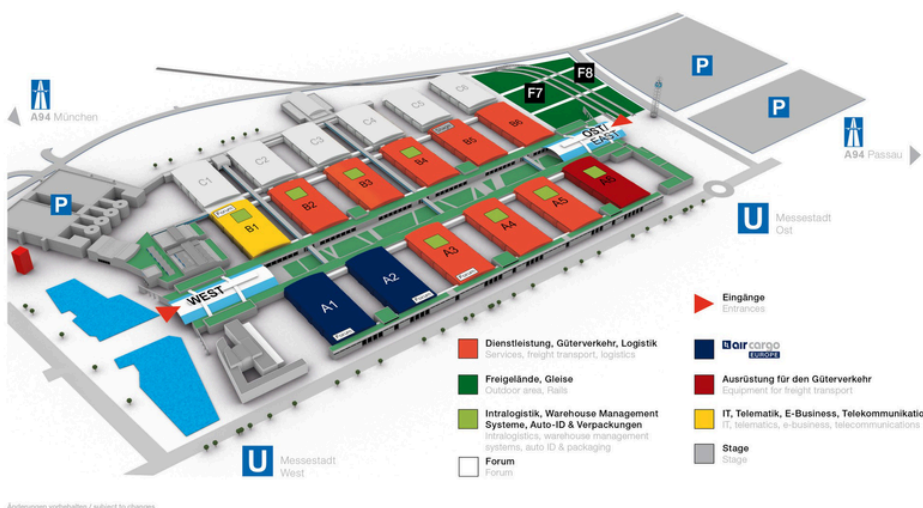 F8
F7
P
P
A94 München
C6
C5
C4
C3
C2
C1
Stage
B6
B5
B4
B3
B2
Forum
B1
OST/
EAST
A94 Passau
P
A6
A5
A4
A3
Forum
A2
A1
Forum
WEST
U
Messestadt
Ost
Eingänge
Entrances
Dienstleistung, Güterverkehr, Logistik
Services, freight transport, logistics
air cargo
EUROPE
Freigelände, Gleise
Outdoor area, Rails
Ausrüstung für den Güterverkehr
Equipment for freight transport
Intralogistik, Warehouse Management
Systeme, Auto-ID & Verpackungen
Intralogistics, warehouse management
systems, auto ID & packaging
IT, Telematik, E-Business, Telekommunikatio
IT, telematics, e-business, telecommunications
Forum
Forum
Stage
Stage
U
Messestadt
West
Änderungen vorbehalten / subject to changes